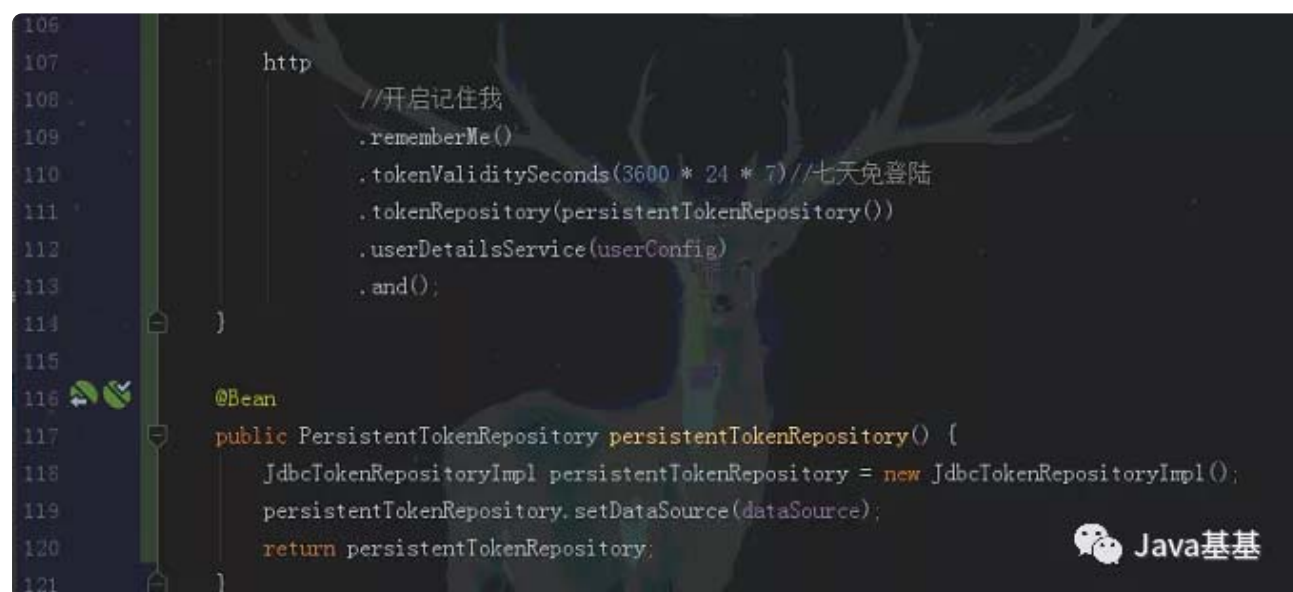 106
107 http
108 //开启记住我
109 .rememberMe()
110 .tokenValiditySeconds(3600 * 24 * 7)//七天免登陆
111 .tokenRepository(persistentTokenRepository())
112 .userDetailsService(userConfig)
113 .and();
114 }
115
116 @Bean
117 public PersistentTokenRepository persistentTokenRepository() {
118 JdbcTokenRepositoryImpl persistentTokenRepository = new JdbcTokenRepositoryImpl();
119 persistentTokenRepository.setDataSource(dataSource);
120 return persistentTokenRepository;
121 }
Java基基